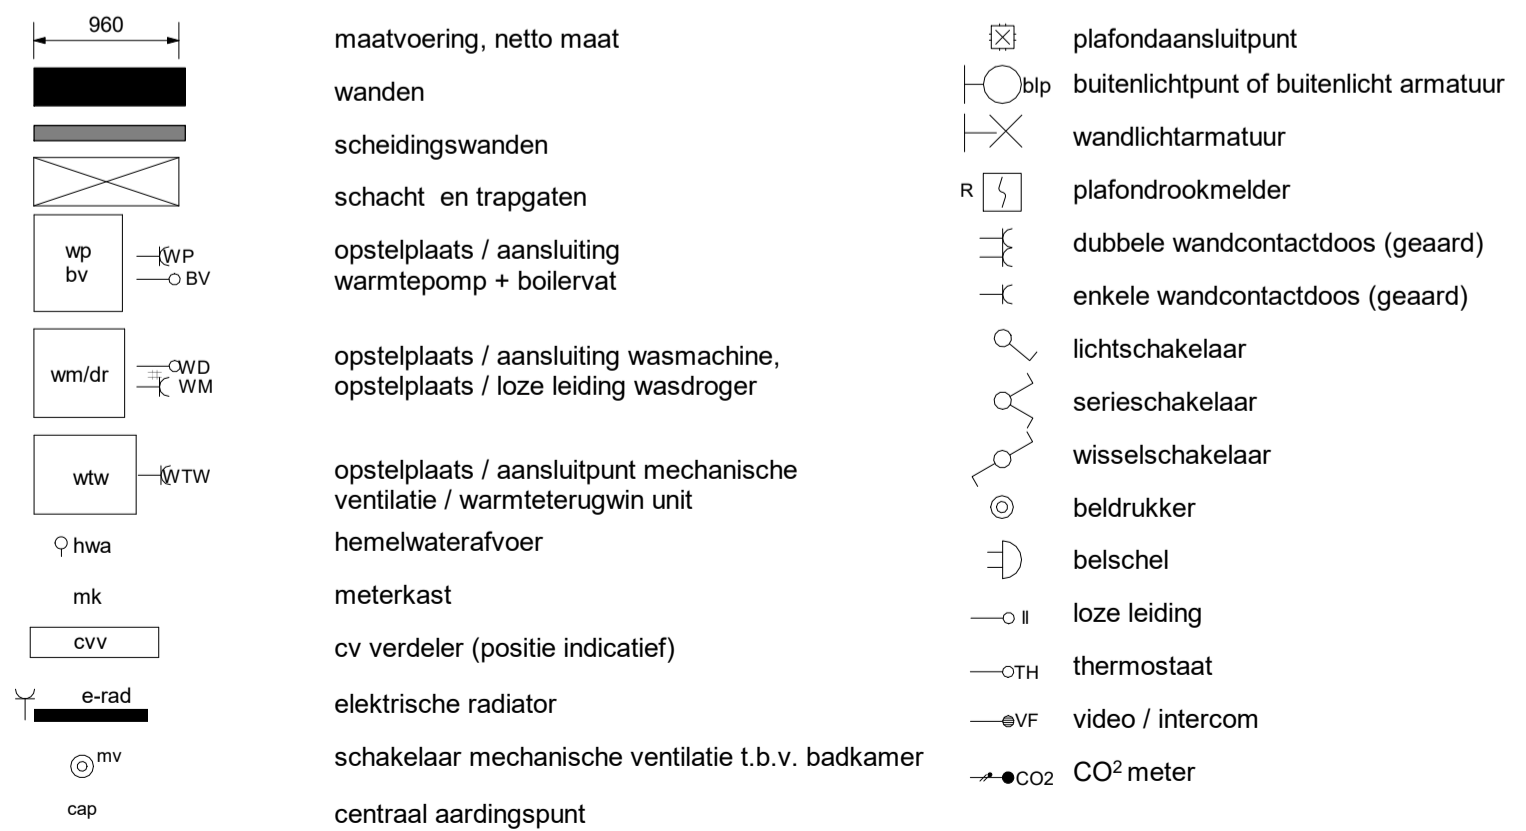 960
maatvoering, netto maat
wanden
scheidingswanden
schacht en trapgaten
wp
bv
WP
BV
opstelplaats / aansluiting
warmtepomp + boilervat
wm/dr
WD
WM
opstelplaats / aansluiting wasmachine,
opstelplaats / loze leiding wasdroger
wtw
WTW
opstelplaats / aansluitpunt mechanische
ventilatie / warmteterugwin unit
hwa
hemelwaterafvoer
mk
meterkast
cvv
cv verdeler (positie indicatief)
e-rad
elektrische radiator
mv
schakelaar mechanische ventilatie t.b.v. badkamer
cap
centraal aardingspunt
plafondaansluitpunt
blp
buitenlichtpunt of buitenlicht armatuur
wandlichtarmatuur
R
plafondrookmelder
dubbele wandcontactdoos (geaard)
enkele wandcontactdoos (geaard)
lichtschakelaar
serieschakelaar
wisselschakelaar
beldrukker
belschel
ll
loze leiding
TH
thermostaat
VF
video / intercom
CO2
CO² meter